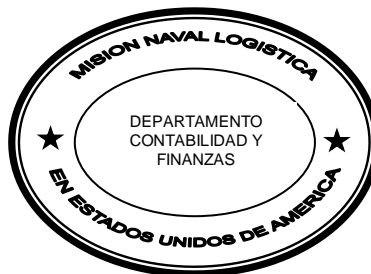 MISION NAVAL LOGISTICA
DEPARTAMENTO
CONTABILIDAD Y
FINANZAS
EN ESTADOS UNIDOS DE AMERICA